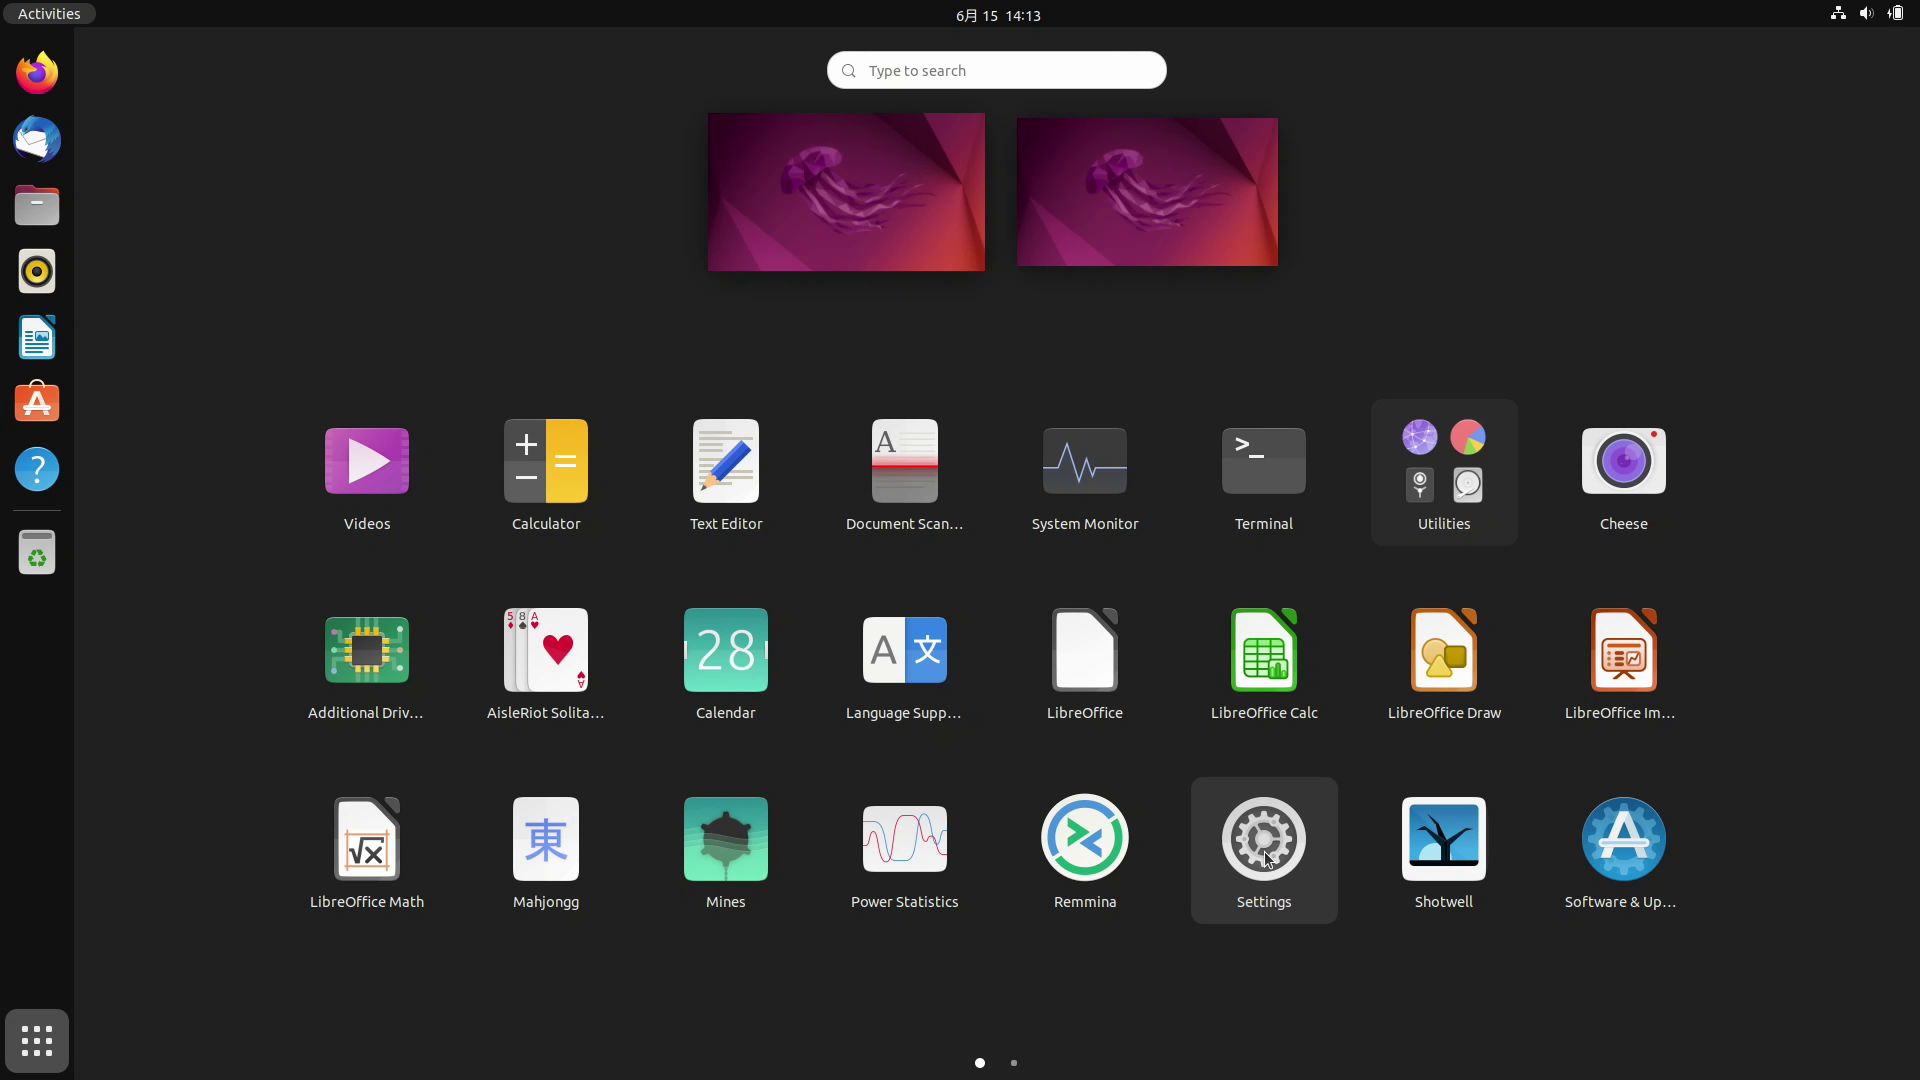 Activities
6月 15 14:13
Type to search
Videos
Calculator
Text Editor
Document Scan...
System Monitor
Terminal
Utilities
Cheese
Additional Driv...
AisleRiot Solita...
28
Calendar
A 文
Language Supp...
LibreOffice
LibreOffice Calc
LibreOffice Draw
LibreOffice Im...
√x
LibreOffice Math
東
Mahjongg
Mines
Power Statistics
Remmina
Settings
Shotwell
Software & Up...